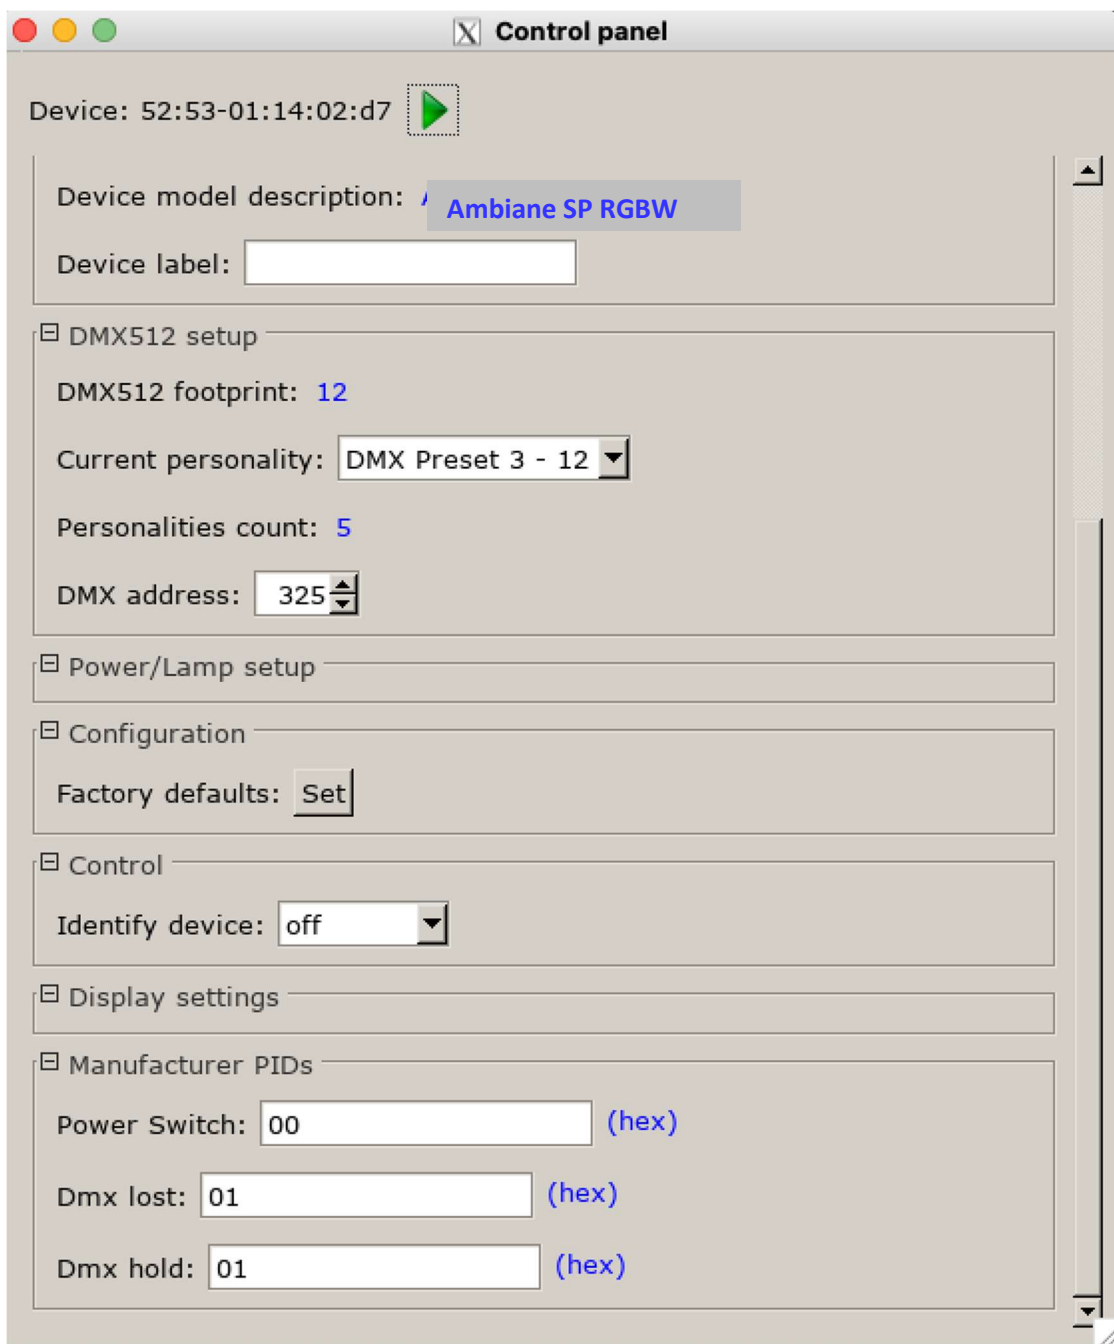 Control panel
Device: 52:53-01:14:02:d7
Device model description: Ambiane SP RGBW
Device label:
DMX512 setup
DMX512 footprint: 12
Current personality: DMX Preset 3 - 12
Personalities count: 5
DMX address: 325
Power/Lamp setup
Configuration
Factory defaults: Set
Control
Identify device: off
Display settings
Manufacturer PIDs
Power Switch: 00 (hex)
Dmx lost: 01 (hex)
Dmx hold: 01 (hex)